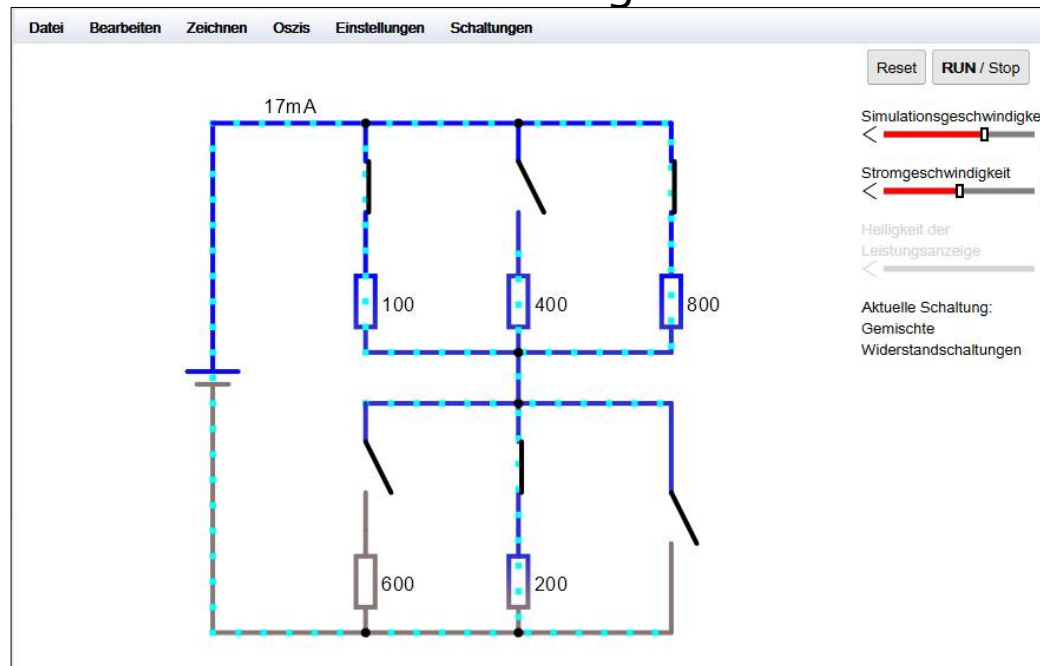 Datei Bearbeiten Zeichnen Oszis Einstellungen Schaltungen
Reset RUN / Stop
17mA
Simulationsgeschwindigke
Stromgeschwindigkeit
Helligkeit der
Leistungsanzeige
100 400 800
Aktuelle Schaltung:
Gemischte
Widerstandschaltungen
600 200